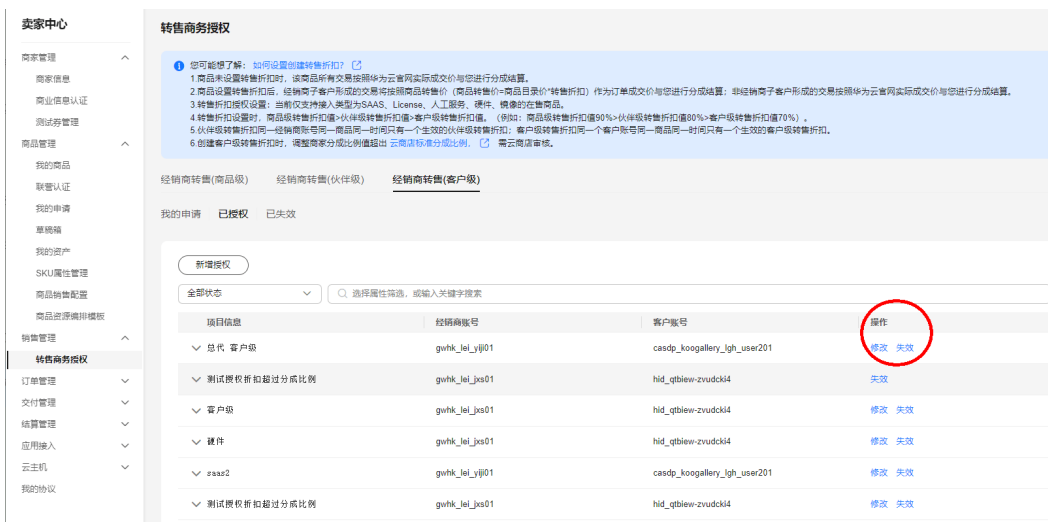 卖家中心
商家管理
商家信息
商业信息认证
测试券管理
商品管理
我的商品
联营认证
我的申请
草稿箱
我的资产
SKU属性管理
商品销售配置
商品资源编排模板
销售管理
转售商务授权
订单管理
交付管理
结算管理
应用接入
云主机
我的协议
转售商务授权
您可能想了解： 如何设置创建转售折扣？
1.商品未设置转售折扣时，该商品所有交易按照华为云官网实际成交价与您进行分成结算。
2.商品设置转售折扣后，经销商子客户形成的交易将按照商品转售价（商品转售价=商品目录价*转售折扣）作为订单成交价与您进行分成结算；非经销商子客户形成的交易按照华为云官网实际成交价与您进行分成结算。
3.转售折扣授权设置：当前仅支持接入类型为SAAS、License、人工服务、硬件、镜像的在售商品。
4.转售折扣设置时，商品级转售折扣值>伙伴级转售折扣值>客户级转售折扣值。（例如：商品级转售折扣值90%>伙伴级转售折扣值80%>客户级转售折扣值70%）。
5.伙伴级转售折扣同一经销商账号同一商品同一时间只有一个生效的伙伴级转售折扣；客户级转售折扣同一个客户账号同一商品同一时间只有一个生效的客户级转售折扣。
6.创建客户级转售折扣时，调整商家分成比例值超出 云商店标准分成比例， 需云商店审核。
经销商转售(商品级) 经销商转售(伙伴级) 经销商转售(客户级)
我的申请 已授权 已失效
新增授权
全部状态 选择属性筛选，或输入关键字搜索
项目信息 经销商账号 客户账号 操作
总代 客户级 gwhk_lei_yiji01 casdp_koogallery_lgh_user201 修改 失效
测试授权折扣超过分成比例 gwhk_lei_jxs01 hid_qtbiew-zvudcki4 失效
客户级 gwhk_lei_jxs01 hid_qtbiew-zvudcki4 修改 失效
硬件 gwhk_lei_jxs01 hid_qtbiew-zvudcki4 修改 失效
saas2 gwhk_lei_yiji01 casdp_koogallery_lgh_user201 修改 失效
测试授权折扣超过分成比例 gwhk_lei_jxs01 hid_qtbiew-zvudcki4 修改 失效